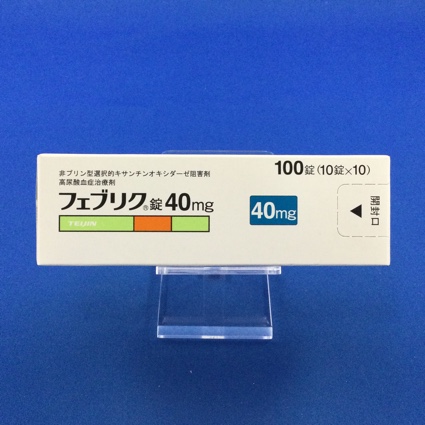 非プリン型選択的キサンチンオキシダーゼ阻害剤
高尿酸血症治療剤
フェブリク®錠40mg
TEIJIN
100錠(10錠×10)
40mg
開封口